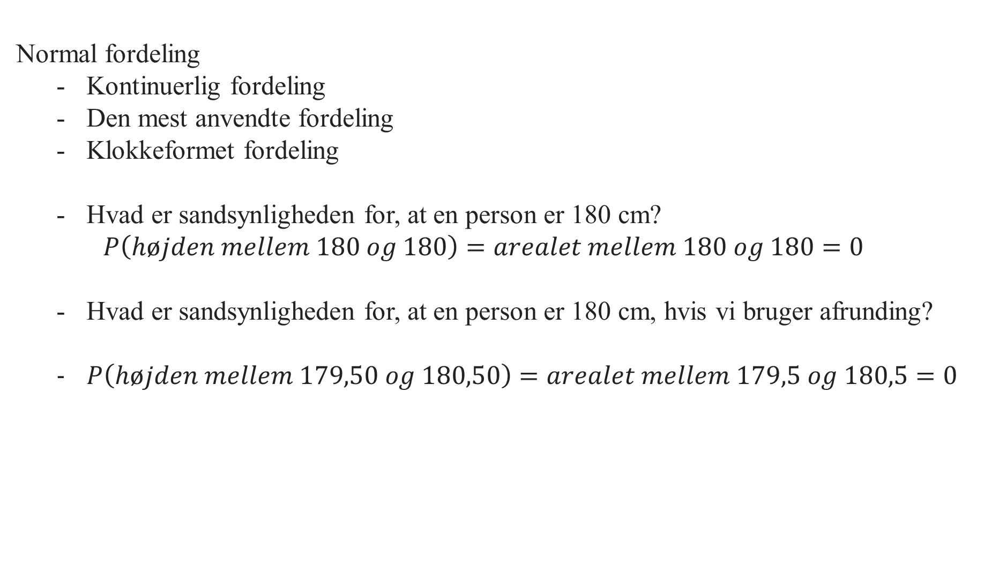 Normal fordeling
- Kontinuerlig fordeling
- Den mest anvendte fordeling
- Klokkeformet fordeling
- Hvad er sandsynligheden for, at en person er 180 cm?
P(højden mellem 180 og 180) = arealet mellem 180 og 180 = 0
- Hvad er sandsynligheden for, at en person er 180 cm, hvis vi bruger afrunding?
- P(højden mellem 179,50 og 180,50) = arealet mellem 179,5 og 180,5 = 0